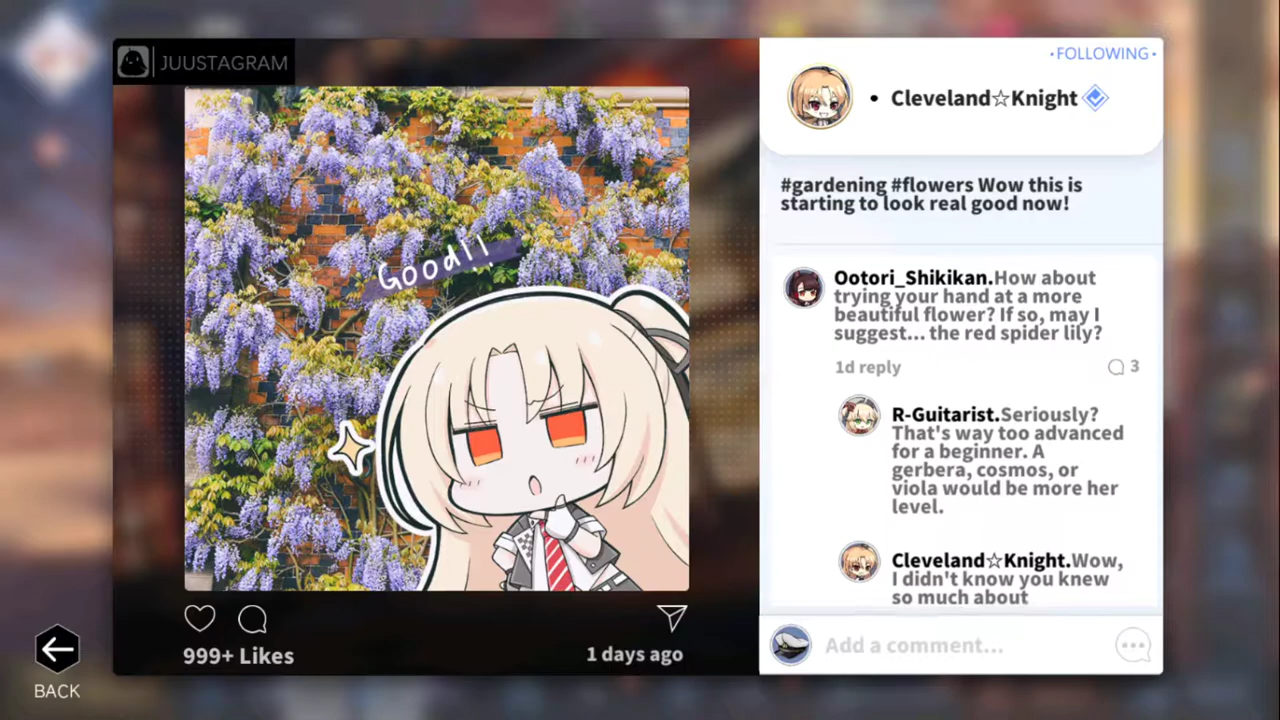 JUUSTAGRAM
Good!!
999+ Likes
1 days ago
BACK
•FOLLOWING•
• Cleveland☆Knight
#gardening #flowers Wow this is
starting to look real good now!
Ootori_Shikikan.How about
trying your hand at a more
beautiful flower? If so, may I
suggest... the red spider lily?
1d reply
3
R-Guitarist.Seriously?
That's way too advanced
for a beginner. A
gerbera, cosmos, or
viola would be more her
level.
Cleveland☆Knight.Wow,
I didn't know you knew
so much about
Add a comment...